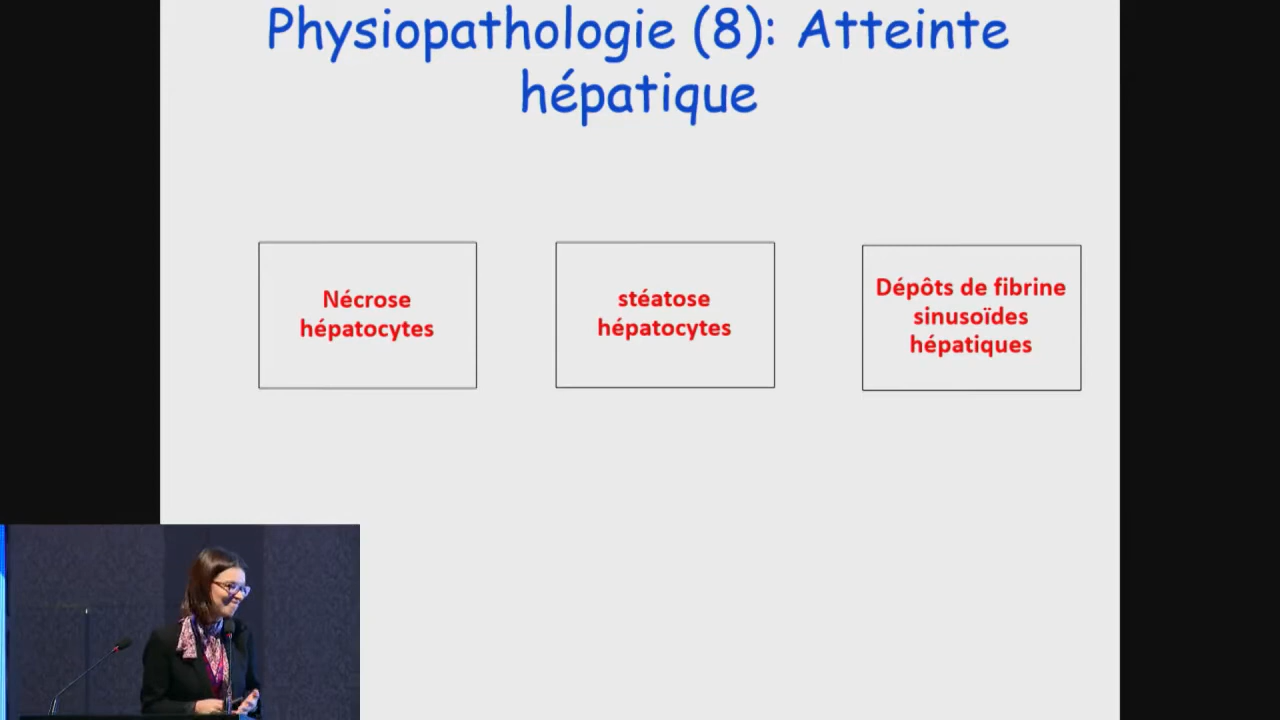 Physiopathologie (8): Atteinte
hépatique
Nécrose
hépatocytes
stéatose
hépatocytes
Dépôts de fibrine
sinusoïdes
hépatiques